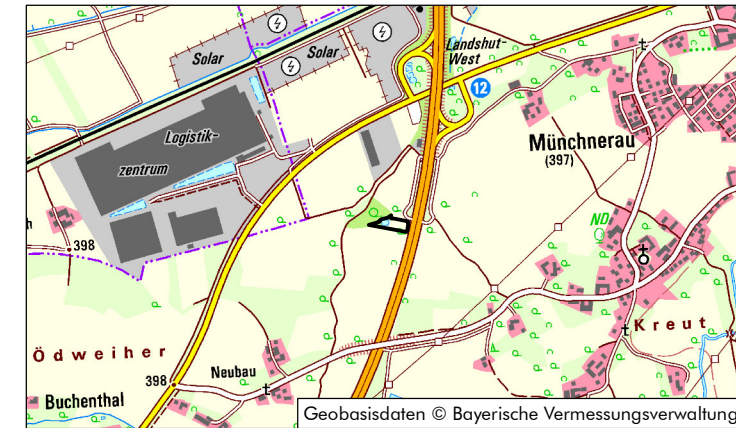 Solar
Solar
Landshut-
West
12
Logistik-
zentrum
Münchnerau
(397)
ND
h
398
Kreut
Ödweiher
398
Neubau
Buchenthal
Geobasisdaten © Bayerische Vermessungsverwaltung